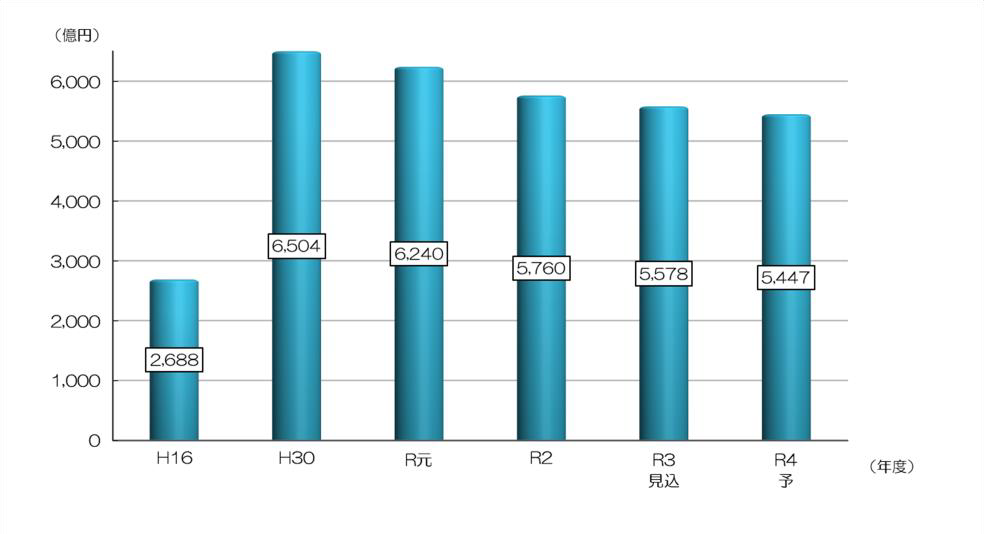 （億円）
6,000
5,000
4,000
3,000
2,000
1,000
0
2,688
6,504
6,240
5,760
5,578
5,447
H16
H30
R元
R2
R3
見込
R4
予
（年度）